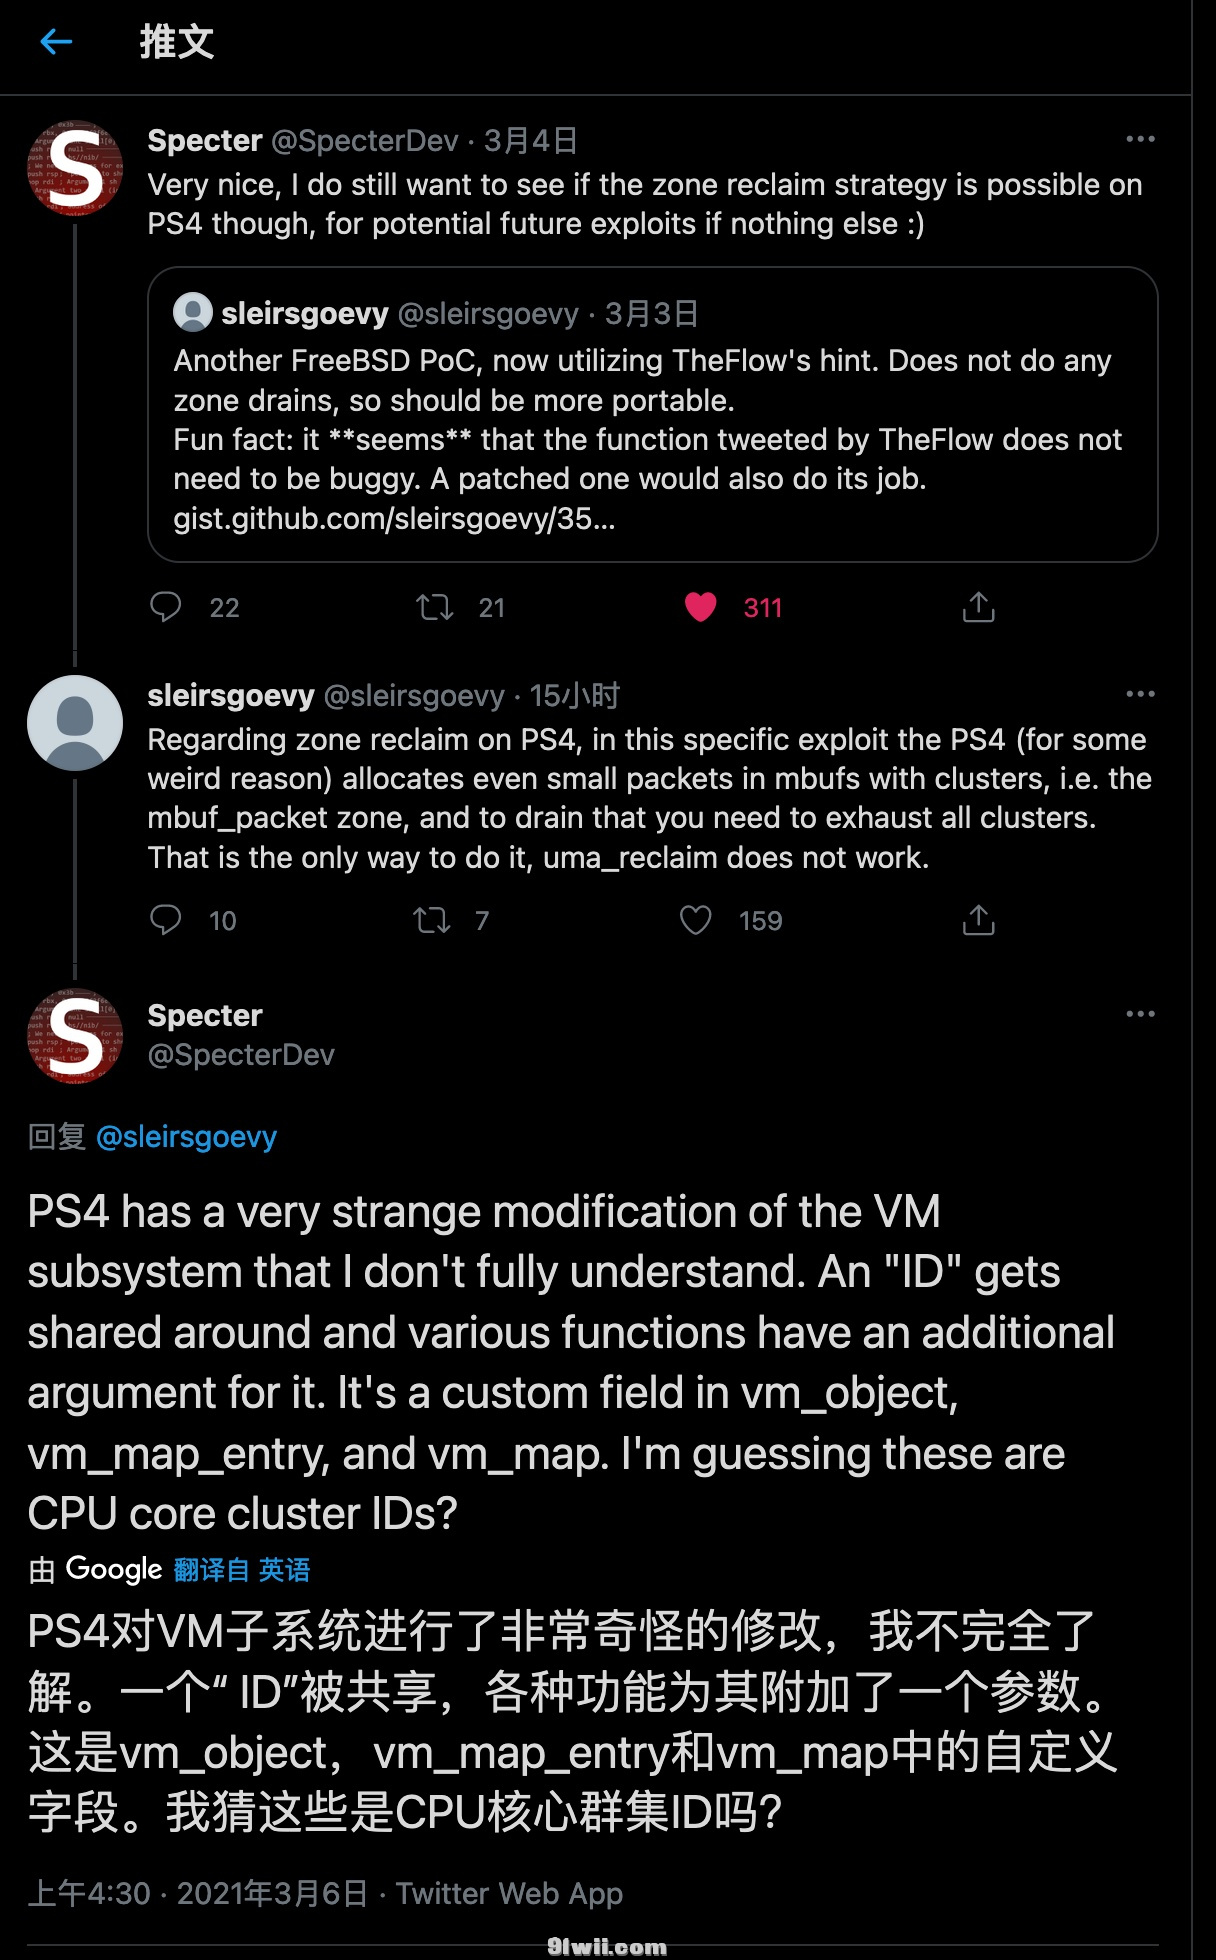 推文
Specter @SpecterDev · 3月4日
Very nice, I do still want to see if the zone reclaim strategy is possible on
PS4 though, for potential future exploits if nothing else :)
sleirsgoevy @sleirsgoevy · 3月3日
Another FreeBSD PoC, now utilizing TheFlow's hint. Does not do any
zone drains, so should be more portable.
Fun fact: it **seems** that the function tweeted by TheFlow does not
need to be buggy. A patched one would also do its job.
gist.github.com/sleirsgoevy/35...
22 21 311
sleirsgoevy @sleirsgoevy · 15小时
Regarding zone reclaim on PS4, in this specific exploit the PS4 (for some
weird reason) allocates even small packets in mbufs with clusters, i.e. the
mbuf_packet zone, and to drain that you need to exhaust all clusters.
That is the only way to do it, uma_reclaim does not work.
10 7 159
Specter
@SpecterDev
回复 @sleirsgoevy
PS4 has a very strange modification of the VM
subsystem that I don't fully understand. An "ID" gets
shared around and various functions have an additional
argument for it. It's a custom field in vm_object,
vm_map_entry, and vm_map. I'm guessing these are
CPU core cluster IDs?
由 Google 翻译自 英语
PS4对VM子系统进行了非常奇怪的修改，我不完全了
解。一个“ ID”被共享，各种功能为其附加了一个参数。
这是vm_object，vm_map_entry和vm_map中的自定义
字段。我猜这些是CPU核心群集ID吗?
上午4:30 · 2021年3月6日 · Twitter Web App
91wii.com